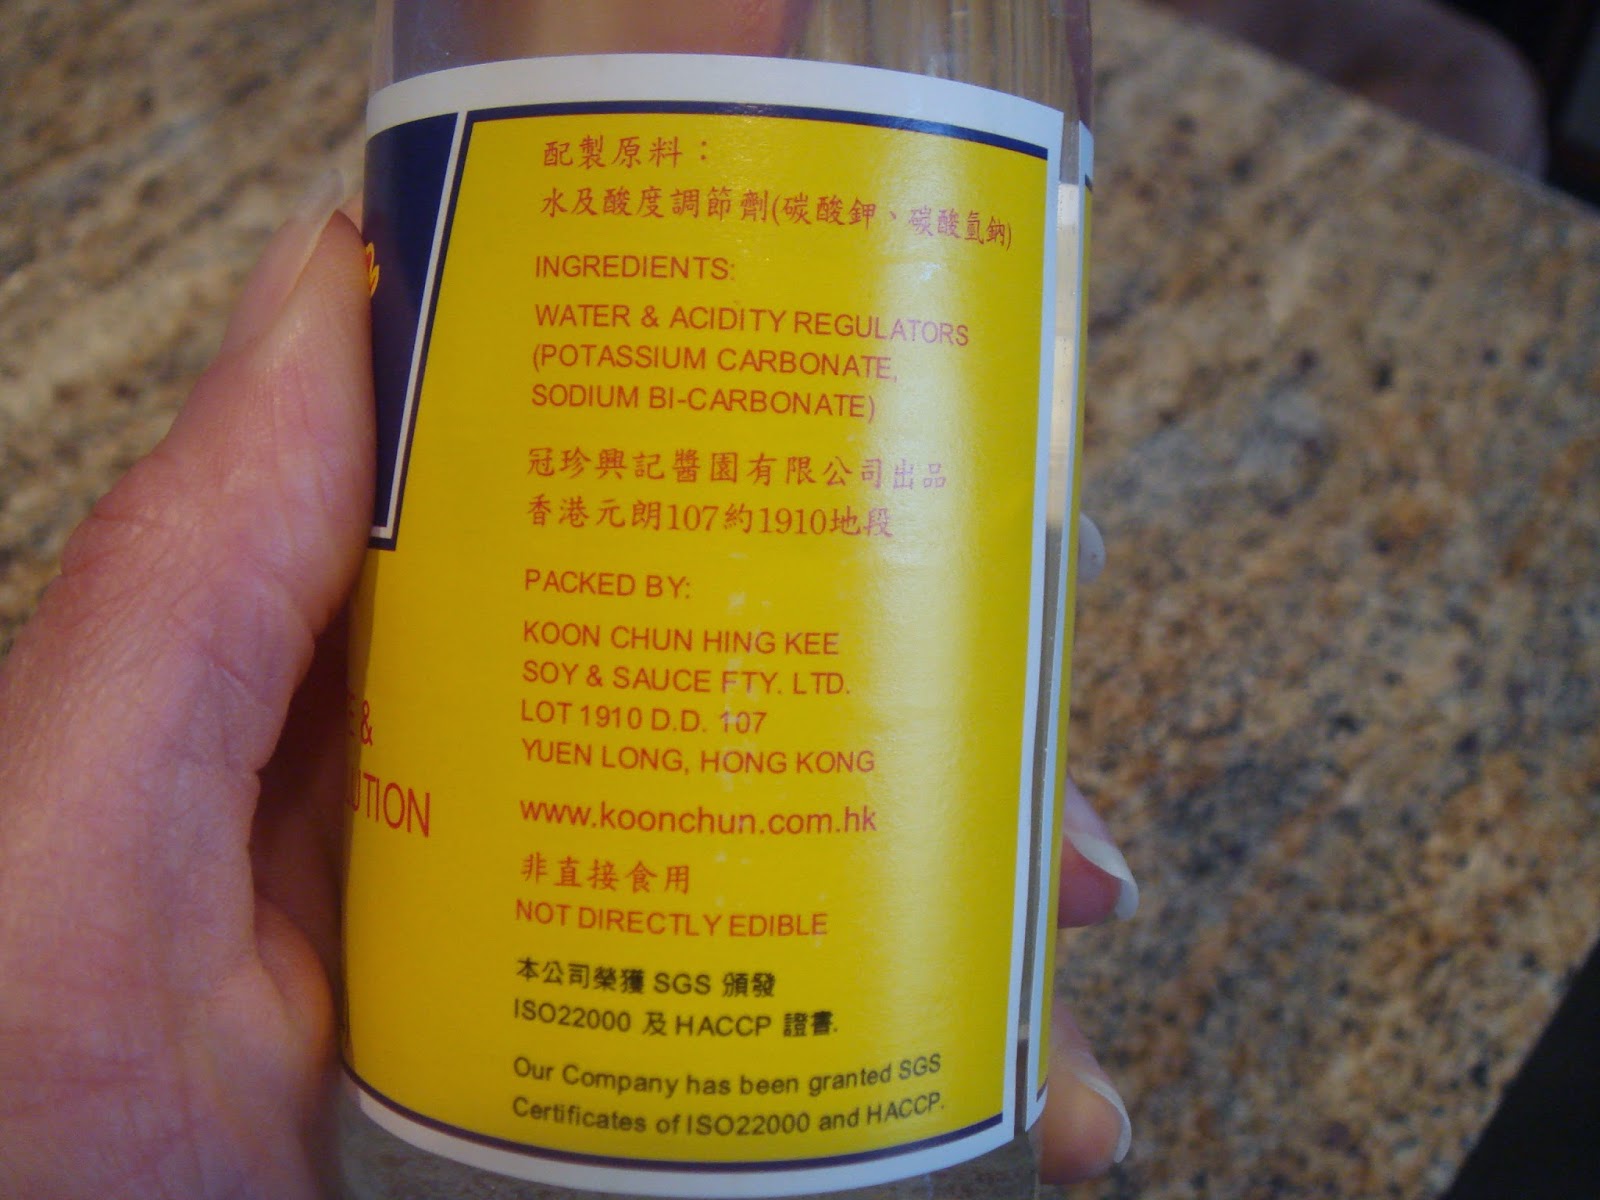 配製原料：
水及酸度調節劑(碳酸鉀、碳酸氫鈉)
INGREDIENTS:
WATER & ACIDITY REGULATORS
(POTASSIUM CARBONATE,
SODIUM BI-CARBONATE)
冠珍興記醬園有限公司出品
香港元朗107約1910地段
PACKED BY:
KOON CHUN HING KEE
SOY & SAUCE FTY. LTD.
LOT 1910 D.D. 107
YUEN LONG, HONG KONG
www.koonchun.com.hk
非直接食用
NOT DIRECTLY EDIBLE
本公司榮獲 SGS 頒發
ISO22000 及 HACCP 證書.
Our Company has been granted SGS
Certificates of ISO22000 and HACCP.
&